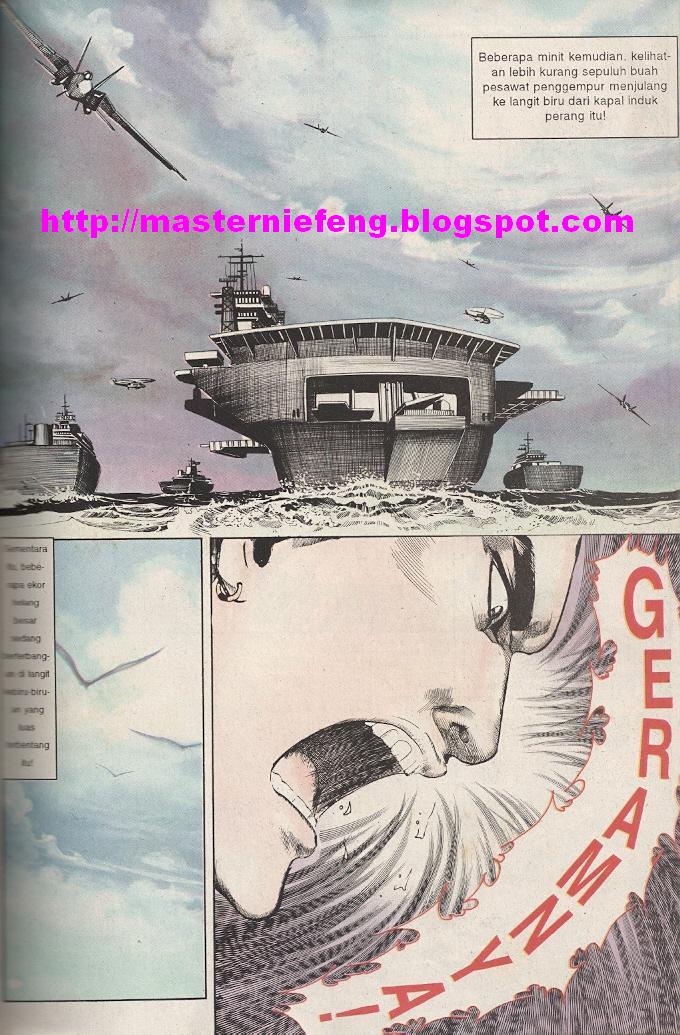 Beberapa minit kemudian, kelihat-
an lebih kurang sepuluh buah
pesawat penggempur menjulang
ke langit biru dari kapal induk
perang itu!
http://masterniefeng.blogspot.com
Sementara
itu, bebe-
rapa ekor
helang
besar
sedang
berterbang-
an di langit
kebiru-biru-
an yang
luas
terbentang
itu!
GERAMNYA!